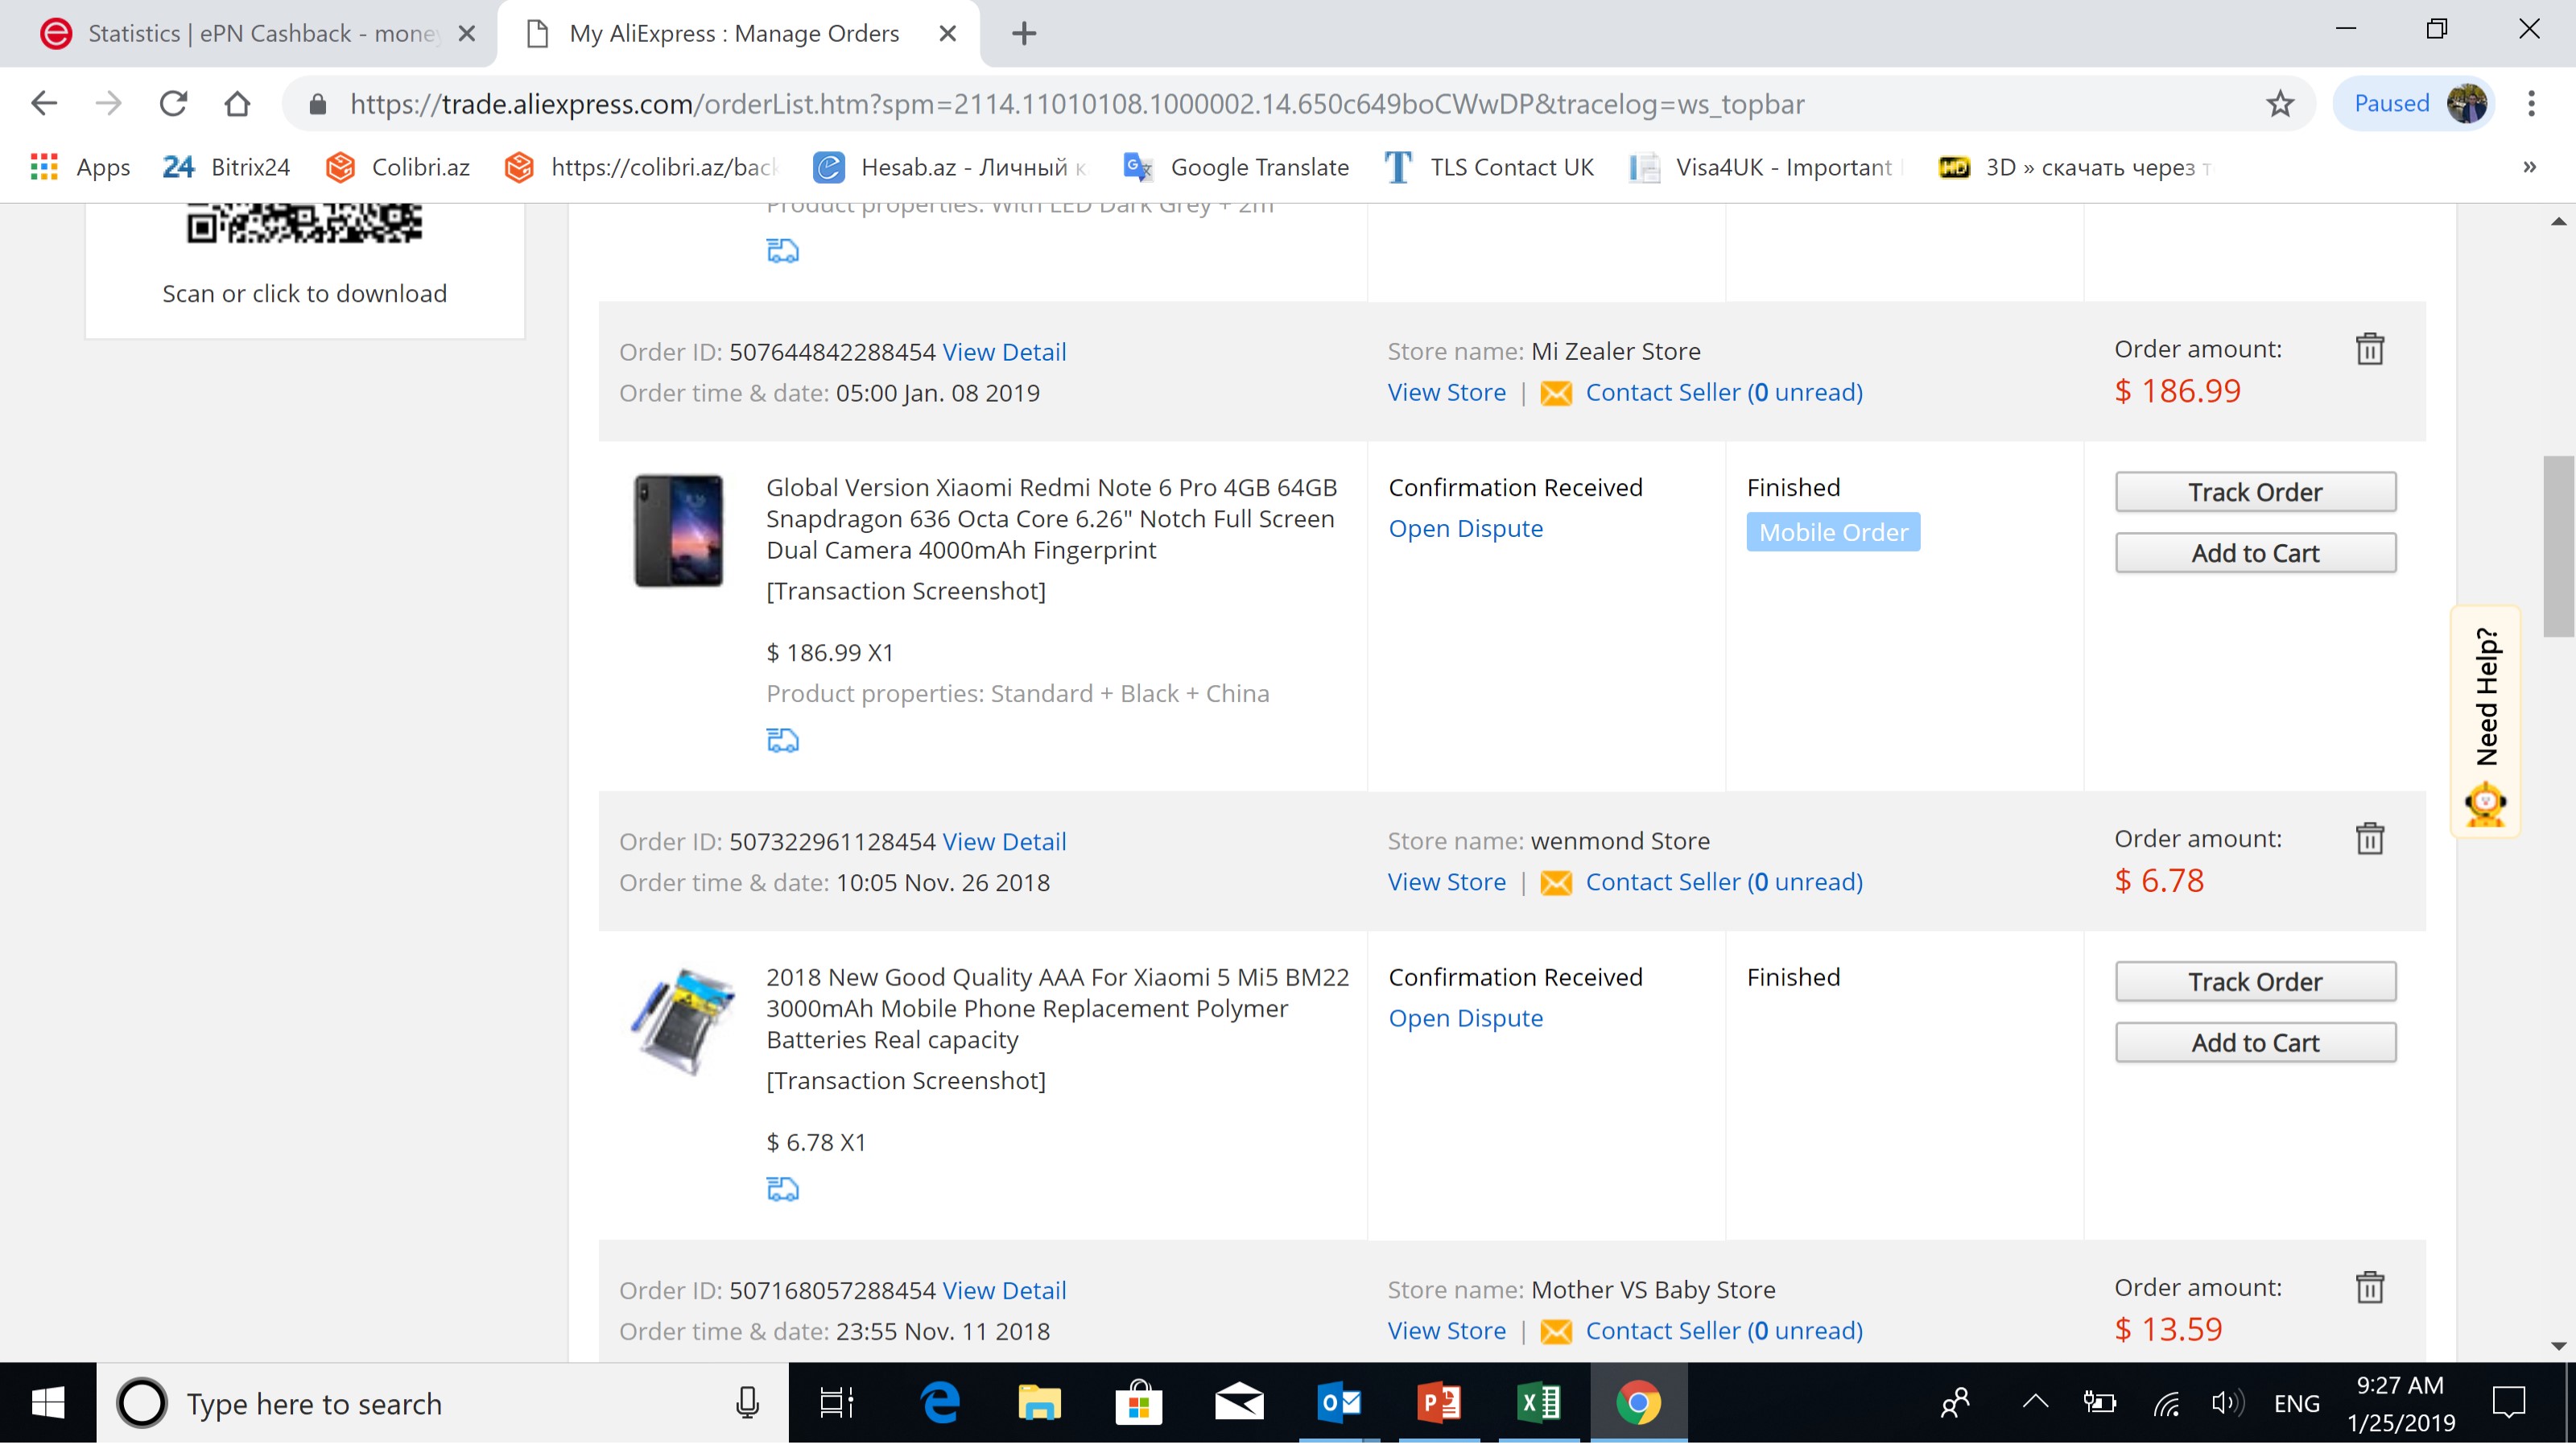 Statistics | ePN Cashback - money
My AliExpress : Manage Orders
https://trade.aliexpress.com/orderList.htm?spm=2114.11010108.1000002.14.650c649boCWwDP&tracelog=ws_topbar
Paused
Apps
24 Bitrix24
Colibri.az
https://colibri.az/back
Hesab.az - Личный к
Google Translate
TLS Contact UK
Visa4UK - Important
HD 3D » скачать через т
»
Product properties: With LED Dark Grey + 2m
Scan or click to download
Order ID: 507644842288454 View Detail
Order time & date: 05:00 Jan. 08 2019
Store name: Mi Zealer Store
View Store | Contact Seller (0 unread)
Order amount:
$ 186.99
Global Version Xiaomi Redmi Note 6 Pro 4GB 64GB
Snapdragon 636 Octa Core 6.26" Notch Full Screen
Dual Camera 4000mAh Fingerprint
[Transaction Screenshot]
$ 186.99 X1
Product properties: Standard + Black + China
Confirmation Received
Open Dispute
Finished
Mobile Order
Track Order
Add to Cart
Need Help?
Order ID: 507322961128454 View Detail
Order time & date: 10:05 Nov. 26 2018
Store name: wenmond Store
View Store | Contact Seller (0 unread)
Order amount:
$ 6.78
2018 New Good Quality AAA For Xiaomi 5 Mi5 BM22
3000mAh Mobile Phone Replacement Polymer
Batteries Real capacity
[Transaction Screenshot]
$ 6.78 X1
Confirmation Received
Open Dispute
Finished
Track Order
Add to Cart
Order ID: 507168057288454 View Detail
Order time & date: 23:55 Nov. 11 2018
Store name: Mother VS Baby Store
View Store | Contact Seller (0 unread)
Order amount:
$ 13.59
Type here to search
ENG
9:27 AM
1/25/2019